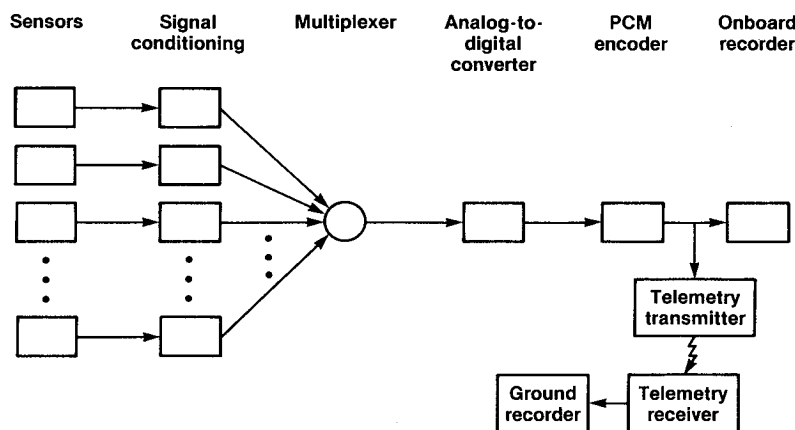 Sensors
Signal
conditioning
Multiplexer
Analog-to-
digital
converter
PCM
encoder
Onboard
recorder
Telemetry
transmitter
Ground
recorder
Telemetry
receiver